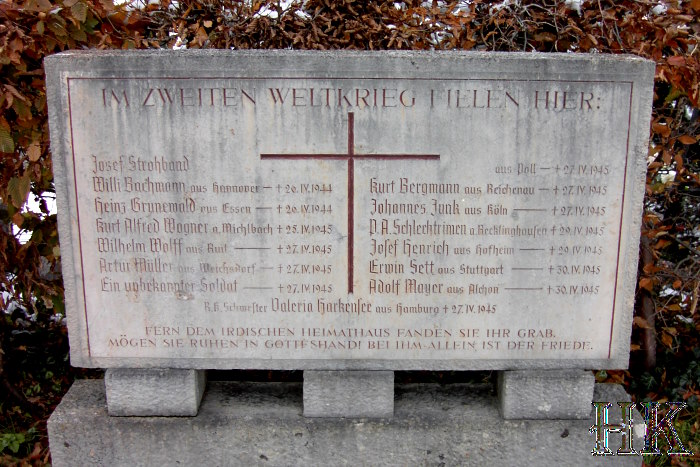 IM ZWEITEN WELTKRIEG FIELEN HIER:
Josef Strohband aus Poll — + 27.IV.1945
Willi Bachmann aus Hannover — + 20.IV.1944
Heinz Grunewald aus Essen — + 20.IV.1944
Kurt Alfred Wagner a. Michlbach + 25.IV.1945
Wilhelm Wolff aus Ruit — + 27.IV.1945
Artur Müller aus Weichsdorf — + 27.IV.1945
Ein unbekannter Soldat — + 27.IV.1945
Kurt Bergmann aus Reichenau — + 27.IV.1945
Johannes Junk aus Köln — + 27.IV.1945
P.A. Schlechtrimen a. Recklinghausen + 29.IV.1945
Josef Henrich aus Hofheim — + 29.IV.1945
Erwin Sett aus Stuttgart — + 30.IV.1945
Adolf Mayer aus Alchen — + 30.IV.1945
R.K. Schwester Valeria Harkenser aus Hamburg + 27.IV.1945
FERN DEM IRDISCHEN HEIMATHAUS FANDEN SIE IHR GRAB.
MÖGEN SIE RUHEN IN GOTTESHAND! BEI IHM ALLEIN IST DER FRIEDE.
HK